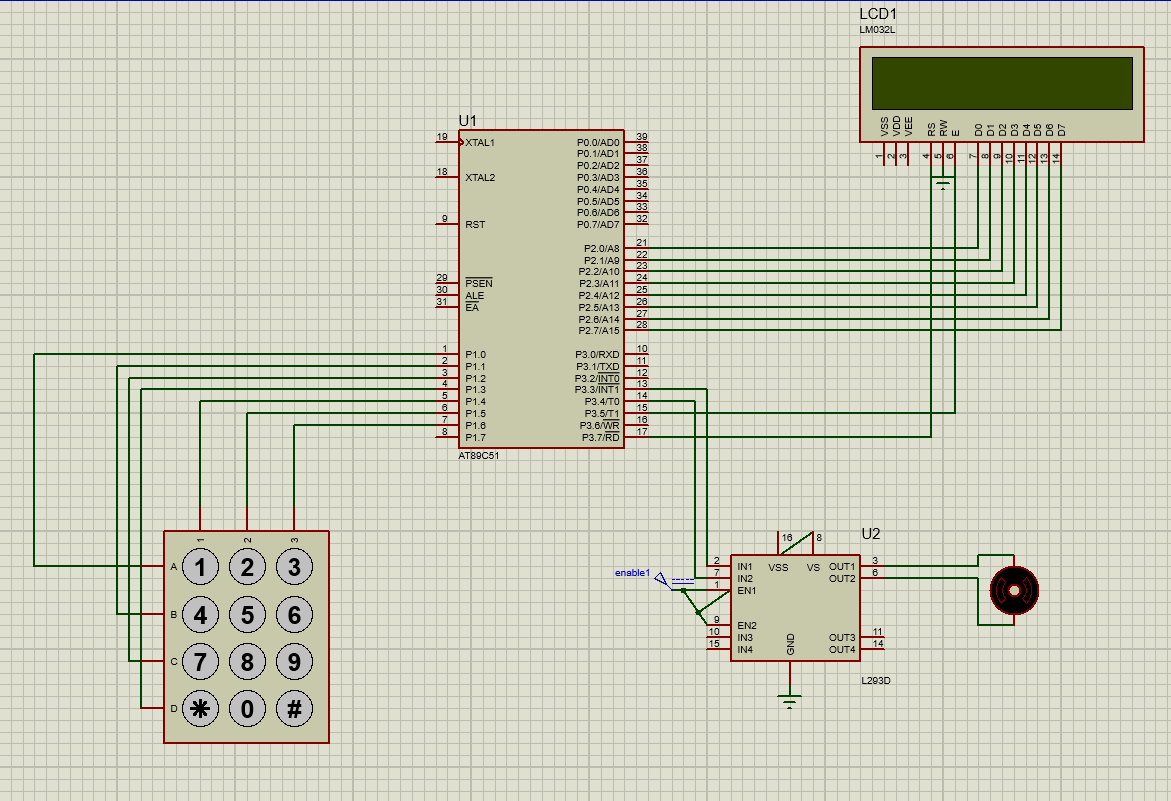 LCD1
LM032L
VSS VDD VEE RS RW E D0 D1 D2 D3 D4 D5 D6 D7
1 2 3 4 5 6 7 8 9 10 11 12 13 14
U1
19 XTAL1 P0.0/AD0 39
P0.1/AD1 38
P0.2/AD2 37
18 XTAL2 P0.3/AD3 36
P0.4/AD4 35
P0.5/AD5 34
P0.6/AD6 33
9 RST P0.7/AD7 32
P2.0/A8 21
P2.1/A9 22
P2.2/A10 23
29 PSEN P2.3/A11 24
30 ALE P2.4/A12 25
31 EA P2.5/A13 26
P2.6/A14 27
P2.7/A15 28
1 P1.0 P3.0/RXD 10
2 P1.1 P3.1/TXD 11
3 P1.2 P3.2/INT0 12
4 P1.3 P3.3/INT1 13
5 P1.4 P3.4/T0 14
6 P1.5 P3.5/T1 15
7 P1.6 P3.6/WR 16
8 P1.7 P3.7/RD 17
AT89C51
1 2 3
A 1 2 3
B 4 5 6
C 7 8 9
D * 0 #
U2
16 8
2 IN1 VSS VS OUT1 3
7 IN2 OUT2 6
enable1
1 EN1
9 EN2
10 IN3 OUT3 11
15 IN4 GND OUT4 14
L293D